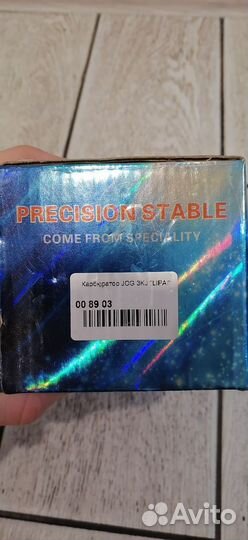 PRECISION STABLE
COME FROM SPECIALITY
Карбюратор JOG 3KJ "LIPAI"
00 89 03
Avito